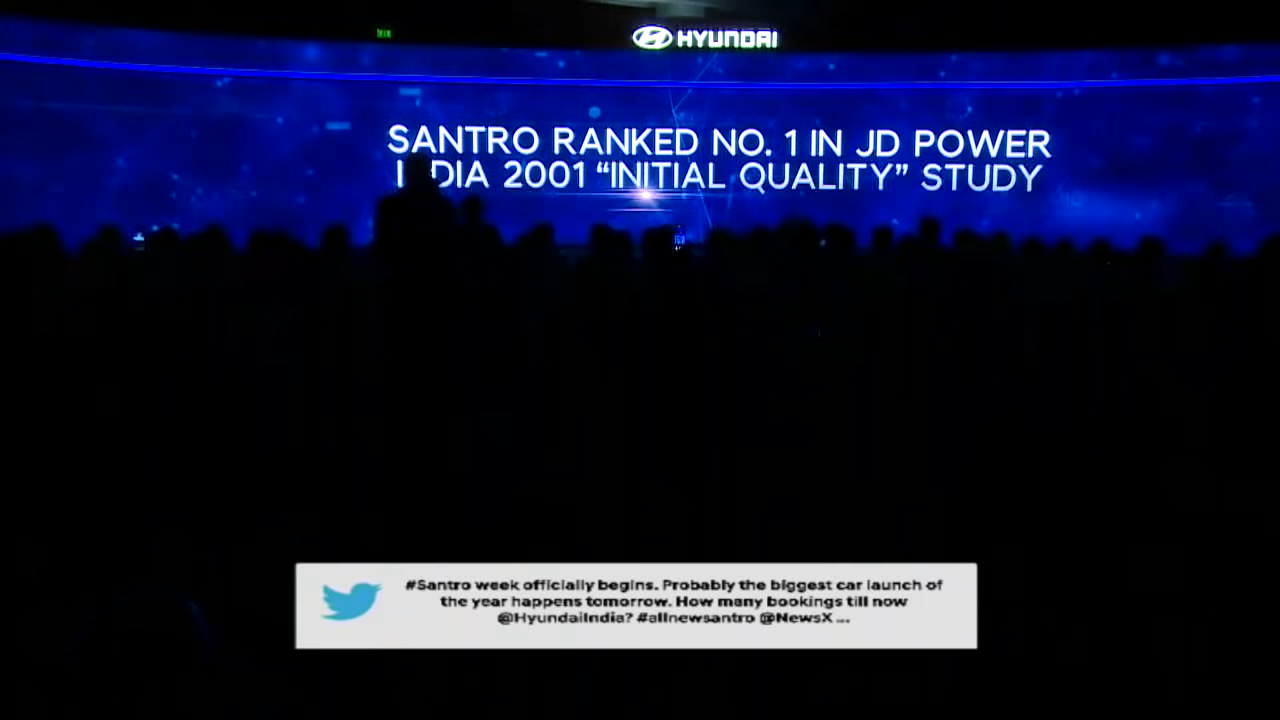 HYUNDAI
SANTRO RANKED NO. 1 IN JD POWER
INDIA 2001 “INITIAL QUALITY” STUDY
#Santro week officially begins. Probably the biggest car launch of
the year happens tomorrow. How many bookings till now
@HyundaiIndia? #allnewsantro @NewsX ...